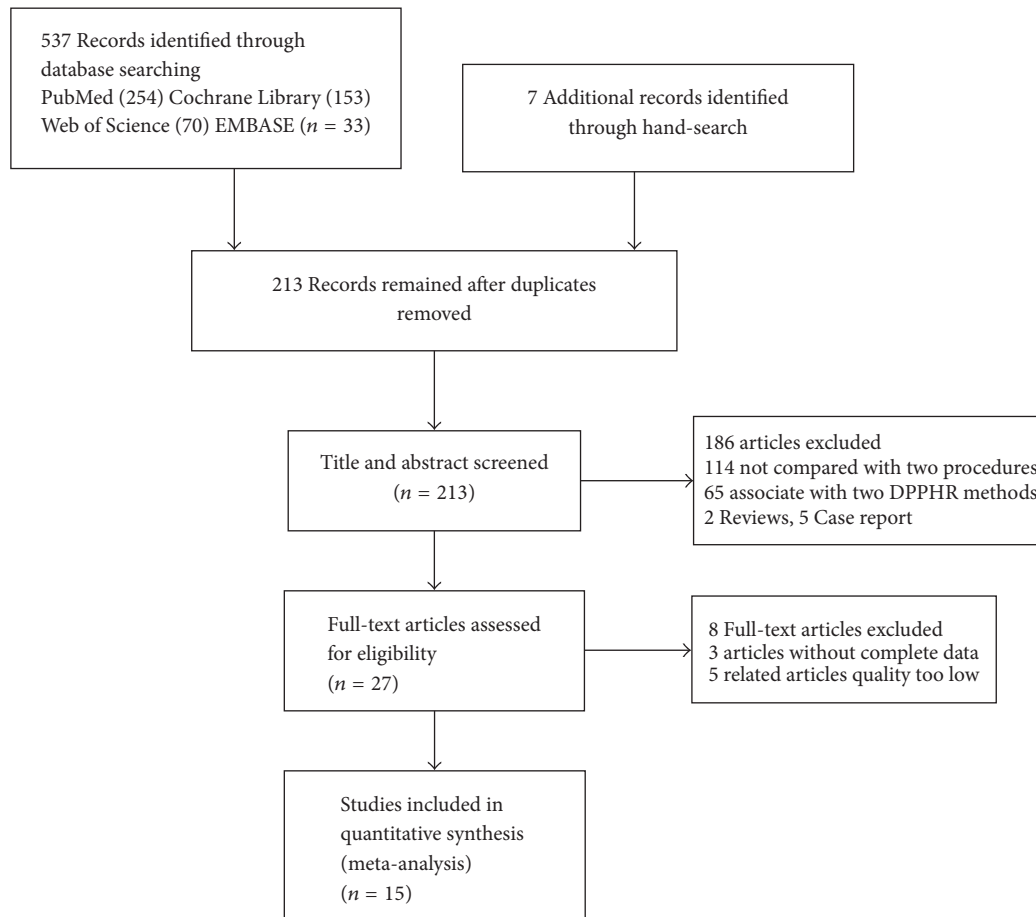 537 Records identified through
database searching
PubMed (254) Cochrane Library (153)
Web of Science (70) EMBASE (n = 33)
7 Additional records identified
through hand-search
213 Records remained after duplicates
removed
Title and abstract screened
(n = 213)
186 articles excluded
114 not compared with two procedures
65 associate with two DPPHR methods
2 Reviews, 5 Case report
Full-text articles assessed
for eligibility
(n = 27)
8 Full-text articles excluded
3 articles without complete data
5 related articles quality too low
Studies included in
quantitative synthesis
(meta-analysis)
(n = 15)